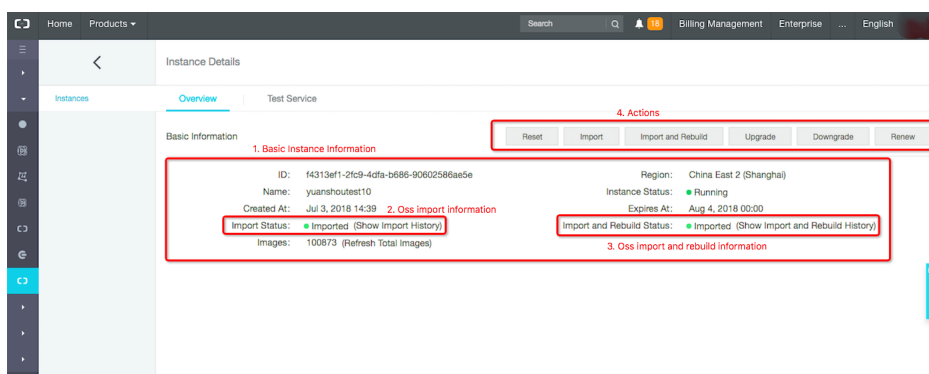 Home Products Search 18 Billing Management Enterprise ... English
Instance Details
Instances
Overview Test Service
4. Actions
Basic Information Reset Import Import and Rebuild Upgrade Downgrade Renew
1. Basic Instance Information
ID: f4313ef1-2fc9-4dfa-b686-90602586ae5e Region: China East 2 (Shanghai)
Name: yuanshoutest10 Instance Status: Running
Created At: Jul 3, 2018 14:39 2. Oss import information Expires At: Aug 4, 2018 00:00
Import Status: Imported (Show Import History) Import and Rebuild Status: Imported (Show Import and Rebuild History)
Images: 100873 (Refresh Total Images) 3. Oss import and rebuild information